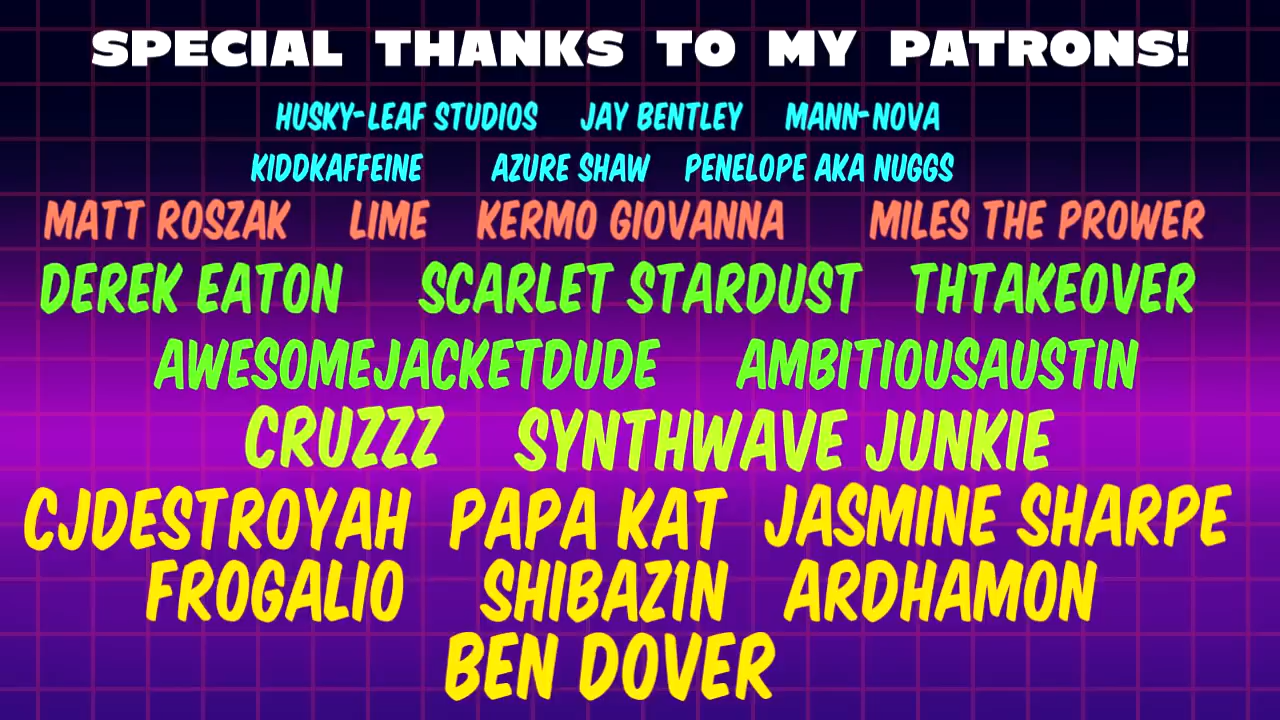 SPECIAL THANKS TO MY PATRONS!
HUSKY-LEAF STUDIOS JAY BENTLEY MANN-NOVA
KIDDKAFFEINE AZURE SHAW PENELOPE AKA NUGGS
MATT ROSZAK LIME KERMO GIOVANNA MILES THE PROWER
DEREK EATON SCARLET STARDUST THTAKEOVER
AWESOMEJACKETDUDE AMBITIOUSAUSTIN
CRUZZZ SYNTHWAVE JUNKIE
CJDESTROYAH PAPA KAT JASMINE SHARPE
FROGALIO SHIBAZ1N ARDHAMON
BEN DOVER